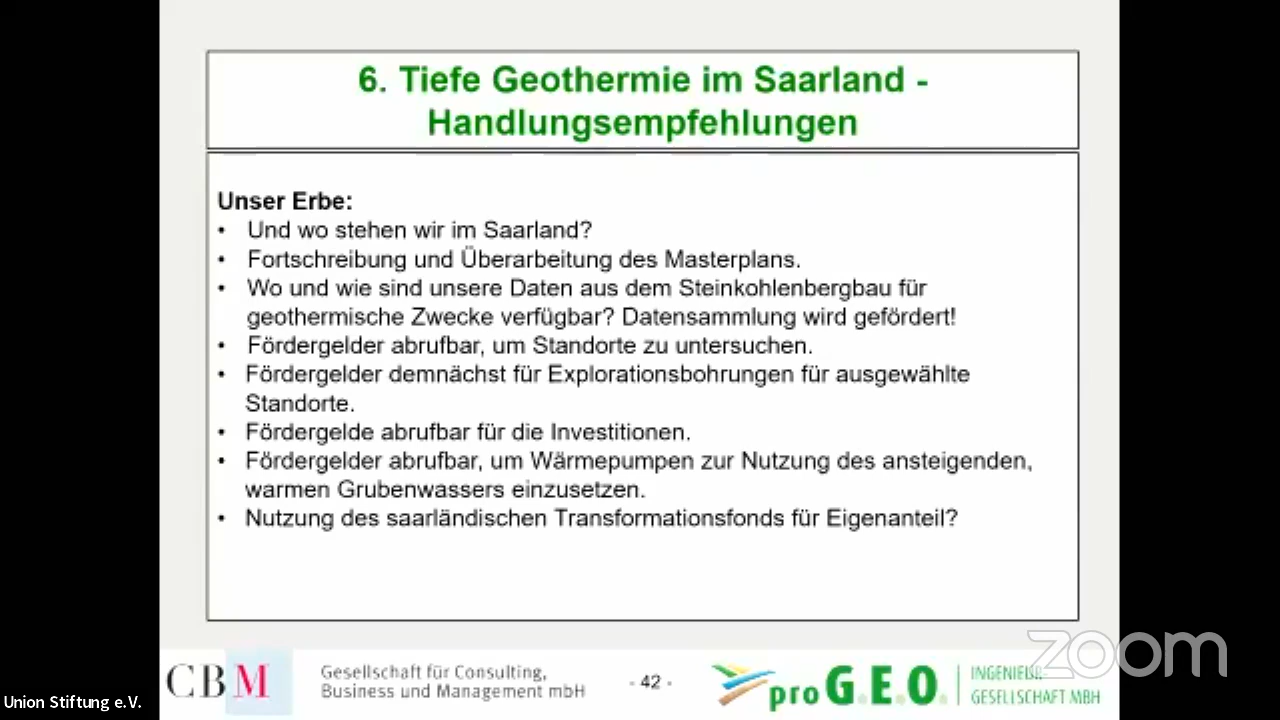 6. Tiefe Geothermie im Saarland -
Handlungsempfehlungen
Unser Erbe:
• Und wo stehen wir im Saarland?
• Fortschreibung und Überarbeitung des Masterplans.
• Wo und wie sind unsere Daten aus dem Steinkohlenbergbau für
geothermische Zwecke verfügbar? Datensammlung wird gefördert!
• Fördergelder abrufbar, um Standorte zu untersuchen.
• Fördergelder demnächst für Explorationsbohrungen für ausgewählte
Standorte.
• Fördergelde abrufbar für die Investitionen.
• Fördergelder abrufbar, um Wärmepumpen zur Nutzung des ansteigenden,
warmen Grubenwassers einzusetzen.
• Nutzung des saarländischen Transformationsfonds für Eigenanteil?
zoom
CBM
Gesellschaft für Consulting,
Business und Management mbH
- 42 -
pro G.E.O.
INGENIEUR-
GESELLSCHAFT MBH
Union Stiftung e.V.